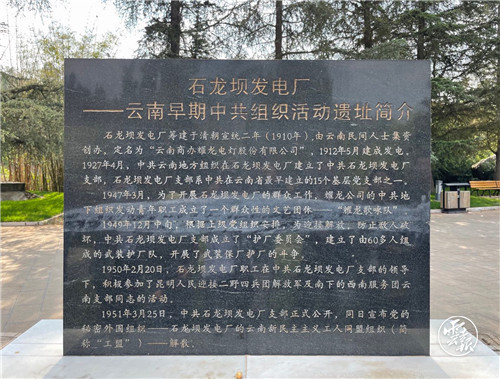 石龙坝发电厂
——云南早期中共组织活动遗址简介
石龙坝发电厂筹建于清朝宣统二年（1910年），由云南民间人士集资
创办，定名为“云南商办耀龙电灯股份有限公司”，1912年5月建成发电，
1927年4月，中共云南地方组织在石龙坝发电厂建立了中共石龙坝发电厂
支部，石龙坝发电厂支部系中共在云南省最早建立的15个基层党支部之一。
1947年3月，为了开展石龙坝发电厂的群众工作，耀龙公司的中共地
下组织发动青年职工成立了一个群众性的文艺团体——“耀龙歌咏队”。
1949年12月中旬，根据上级党组织安排，为迎接解放，防止敌人破
坏，中共石龙坝发电厂支部成立了“护厂委员会”，建立了由60多人组
成的武装护厂队，开展了武装保厂护厂的斗争。
1950年2月20日，石龙坝发电厂职工在中共石龙坝发电厂支部的领导
下，积极参加了昆明人民迎接二野四兵团解放军及南下的西南服务团云
南支部同志的活动。
1951年3月25日，中共石龙坝发电厂支部正式公开，同日宣布党的
秘密外围组织——石龙坝发电厂的云南新民主主义工人同盟组织（简
称“工盟”）——解散。